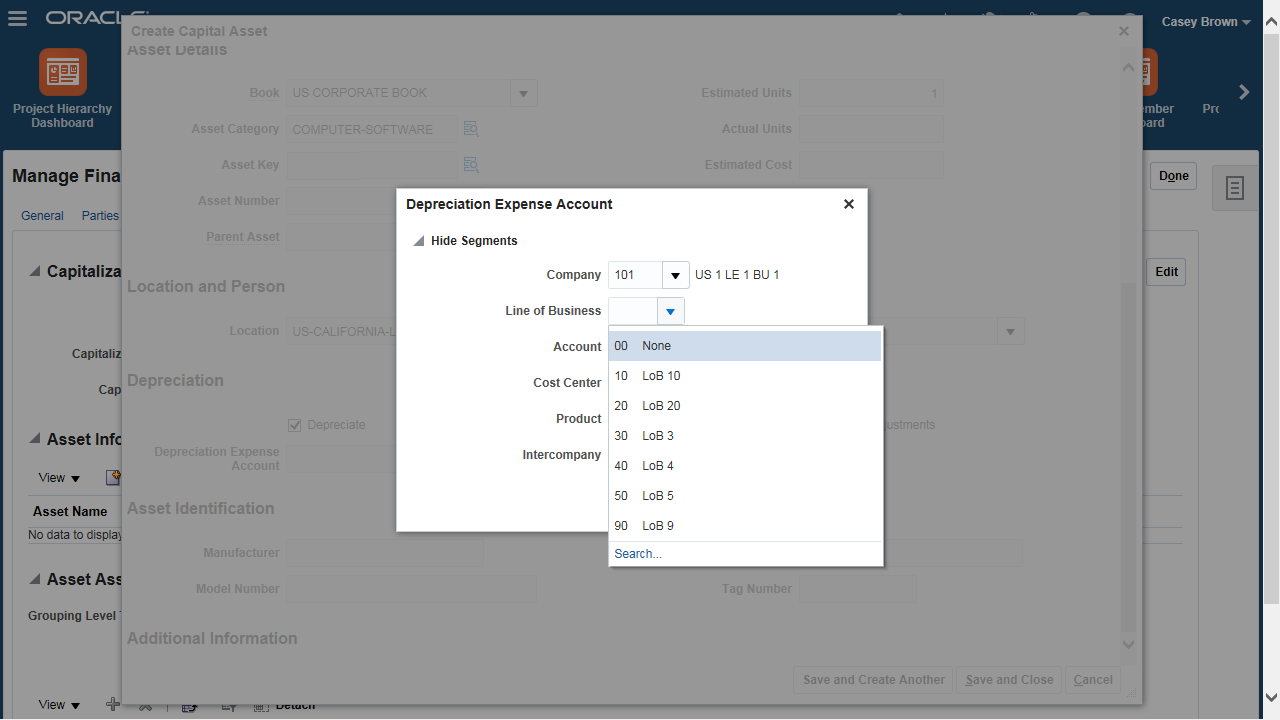 ORACLE
Casey Brown
Project Hierarchy
Dashboard
Create Capital Asset
Asset Details
Book US CORPORATE BOOK
Estimated Units 1
Asset Category COMPUTER-SOFTWARE
Actual Units
Asset Key
Estimated Cost
Asset Number
Parent Asset
Manage Fina
Done
General Parties
Capitaliza
Edit
Location and Person
Location US-CALIFORNIA-L
Capitaliz
Cap
Depreciation
Depreciate
ustments
Depreciation Expense
Account
Asset Info
View
Asset Name
No data to display
Asset Identification
Manufacturer
Model Number
Tag Number
Asset Ass
Grouping Level
Additional Information
Save and Create Another Save and Close Cancel
View
Detach
Depreciation Expense Account
Hide Segments
Company 101 US 1 LE 1 BU 1
Line of Business
Account
Cost Center
Product
Intercompany
00 None
10 LoB 10
20 LoB 20
30 LoB 3
40 LoB 4
50 LoB 5
90 LoB 9
Search...